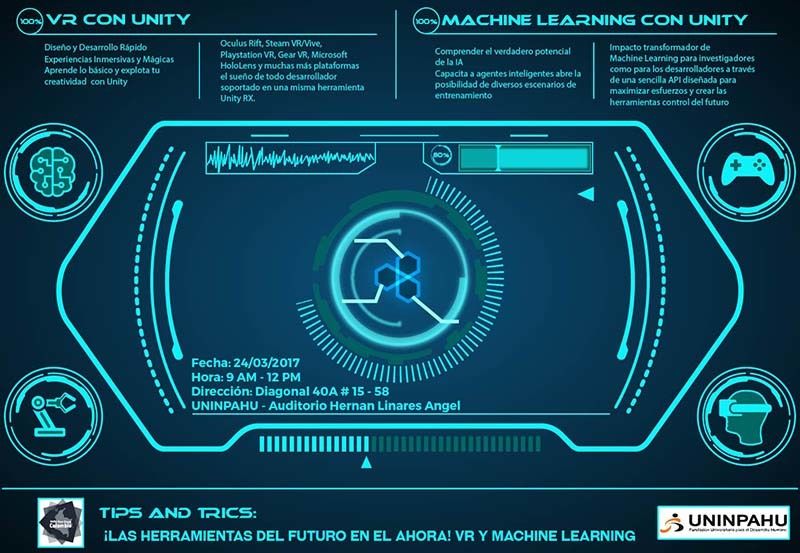 100%
VR CON UNITY
Diseño y Desarrollo Rápido
Experiencias Inmersivas y Mágicas
Aprende lo básico y explota tu
creatividad con Unity
Oculus Rift, Steam VR/Vive,
Playstation VR, Gear VR, Microsoft
HoloLens y muchas más plataformas
el sueño de todo desarrollador
soportado en una misma herramienta
Unity RX.
100%
MACHINE LEARNING CON UNITY
Comprender el verdadero potencial
de la IA
Capacita a agentes inteligentes abre la
posibilidad de diversos escenarios de
entrenamiento
Impacto transformador de
Machine Learning para investigadores
como para los desarrolladores a través
de una sencilla API diseñada para
maximizar esfuerzos y crear las
herramientas control del futuro
80%
Fecha: 24/03/2017
Hora: 9 AM - 12 PM
Dirección: Diagonal 40A # 15 - 58
UNINPAHU - Auditorio Hernan Linares Angel
Colombia
TIPS AND TRICS:
¡LAS HERRAMIENTAS DEL FUTURO EN EL AHORA! VR Y MACHINE LEARNING
UNINPAHU
Fundación Universitaria para el Desarrollo Humano